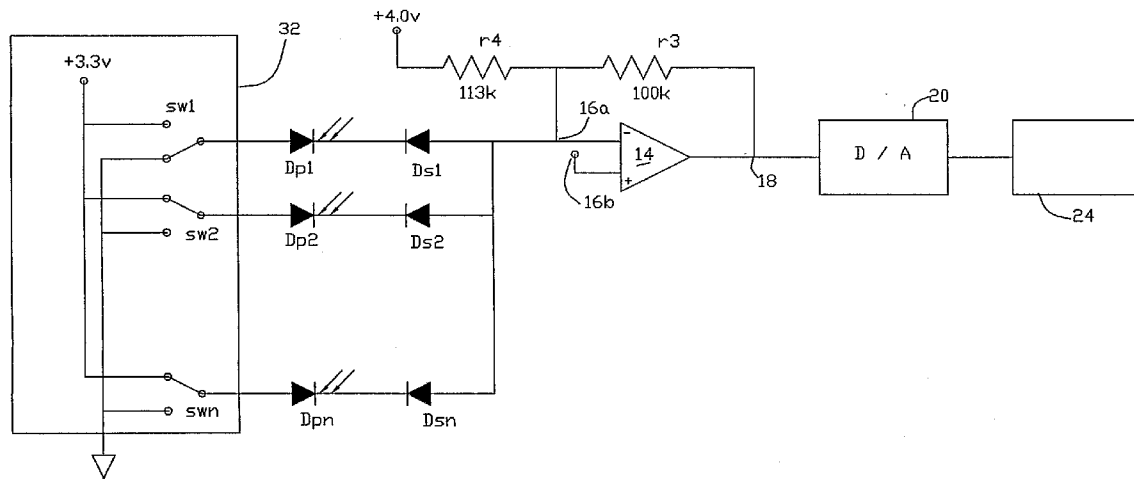 +4.0v
32
r4
r3
+3.3v
113k
100k
20
sw1
16a
-
14
D / A
Dp1
Ds1
+
18
16b
24
sw2
Dp2
Ds2
swn
Dpn
Dsn